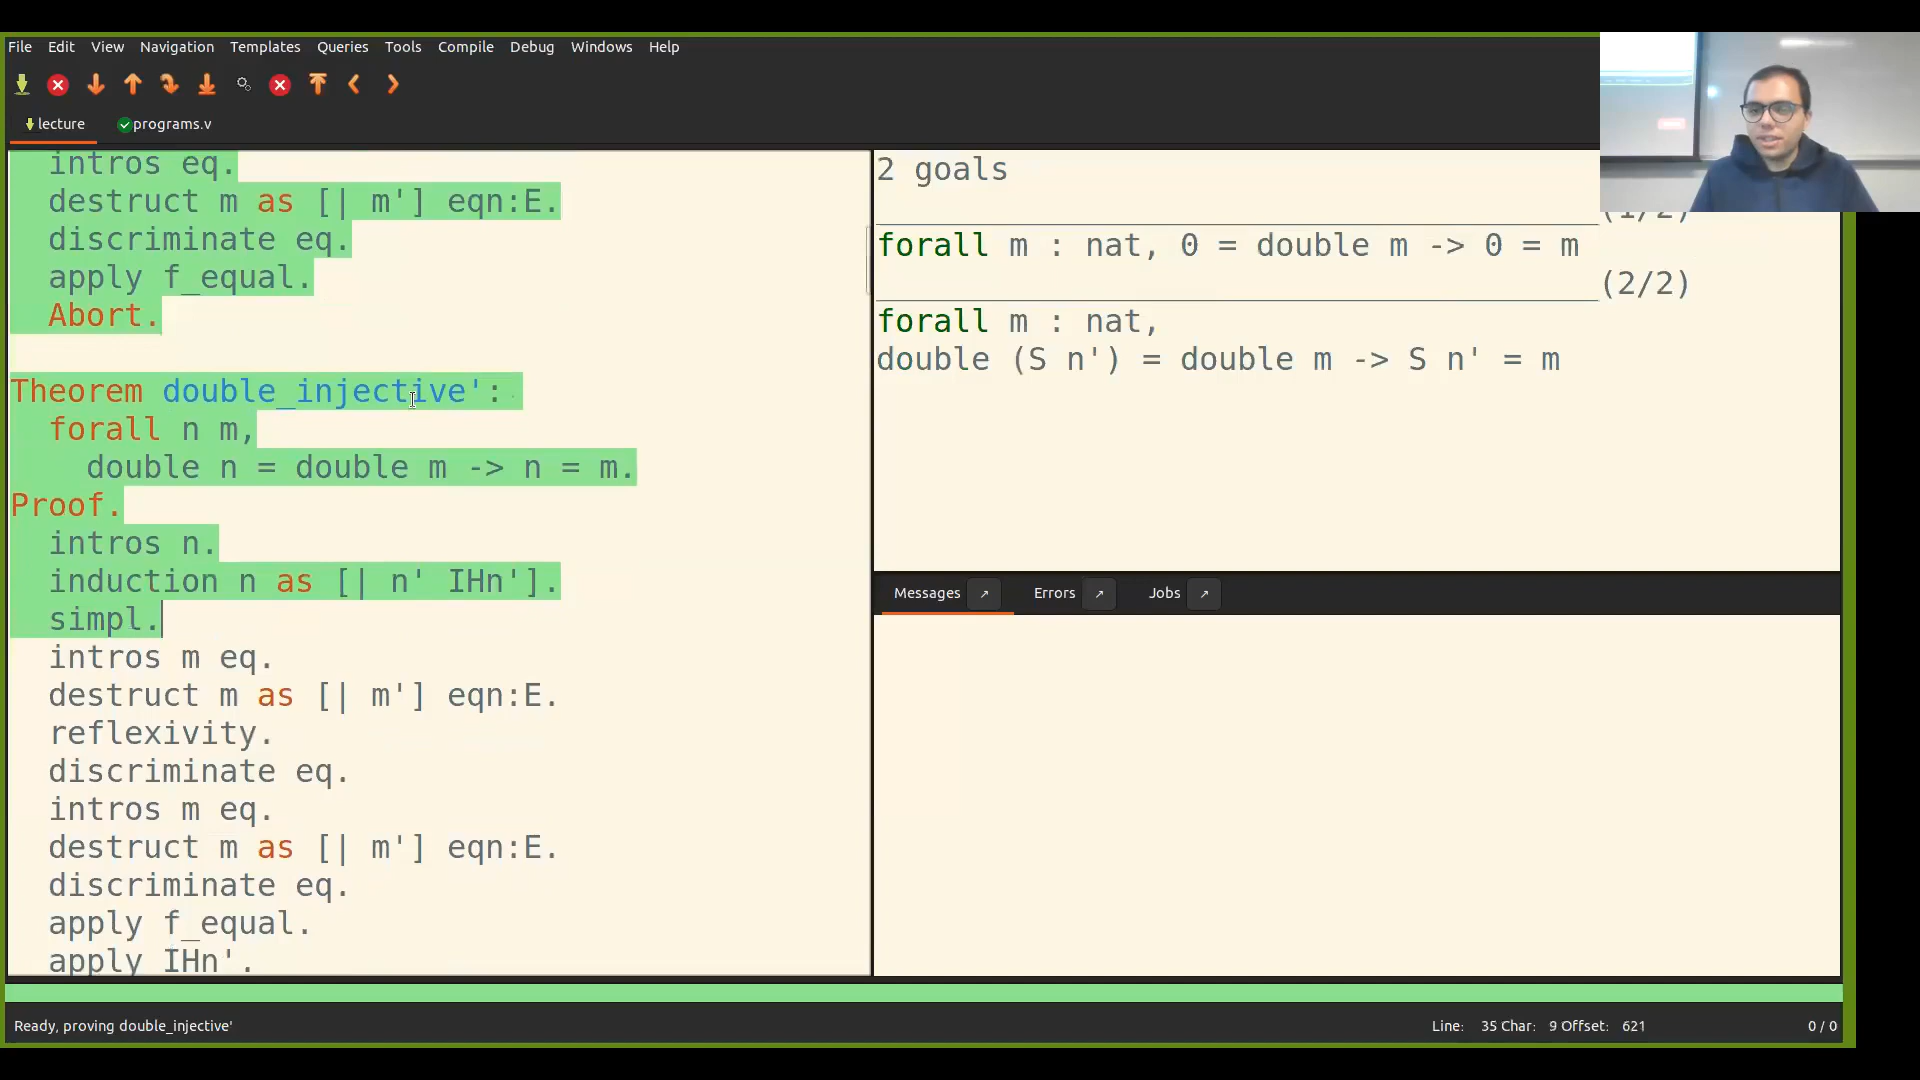 File Edit View Navigation Templates Queries Tools Compile Debug Windows Help
lecture programs.v
intros eq.
destruct m as [| m'] eqn:E.
discriminate eq.
apply f_equal.
Abort.
Theorem double_injective':
forall n m,
double n = double m -> n = m.
Proof.
intros n.
induction n as [| n' IHn'].
simpl.
intros m eq.
destruct m as [| m'] eqn:E.
reflexivity.
discriminate eq.
intros m eq.
destruct m as [| m'] eqn:E.
discriminate eq.
apply f_equal.
apply IHn'.
2 goals
(1/2)
forall m : nat, 0 = double m -> 0 = m
(2/2)
forall m : nat,
double (S n') = double m -> S n' = m
Messages Errors Jobs
Ready, proving double_injective' Line: 35 Char: 9 Offset: 621 0 / 0